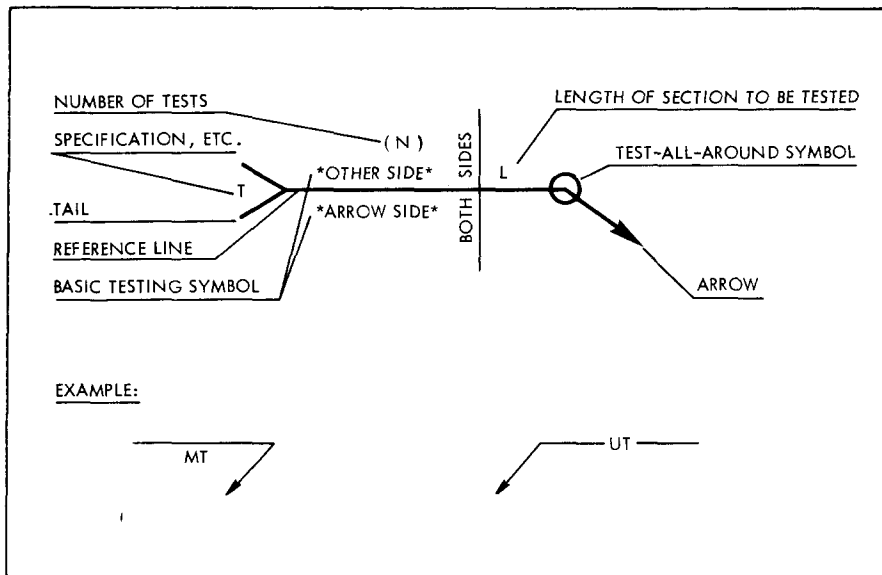 NUMBER OF TESTS
LENGTH OF SECTION TO BE TESTED
SPECIFICATION, ETC.
(N)
TEST-ALL-AROUND SYMBOL
*OTHER SIDE*
BOTH SIDES
L
T
.TAIL
*ARROW SIDE*
REFERENCE LINE
BASIC TESTING SYMBOL
ARROW
EXAMPLE:
MT
UT